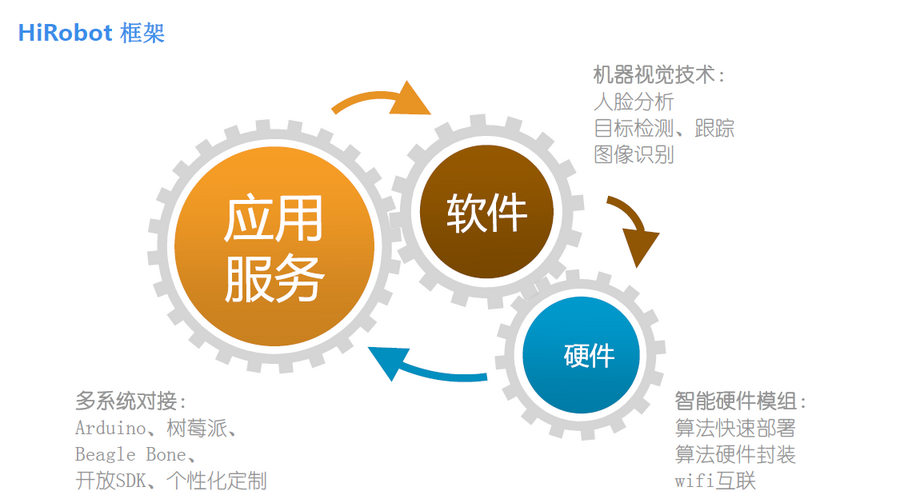 HiRobot 框架
机器视觉技术：
人脸分析
目标检测、跟踪
图像识别
应用
服务
软件
硬件
多系统对接：
Arduino、树莓派、
Beagle Bone、
开放SDK、个性化定制
智能硬件模组：
算法快速部署
算法硬件封装
wifi互联